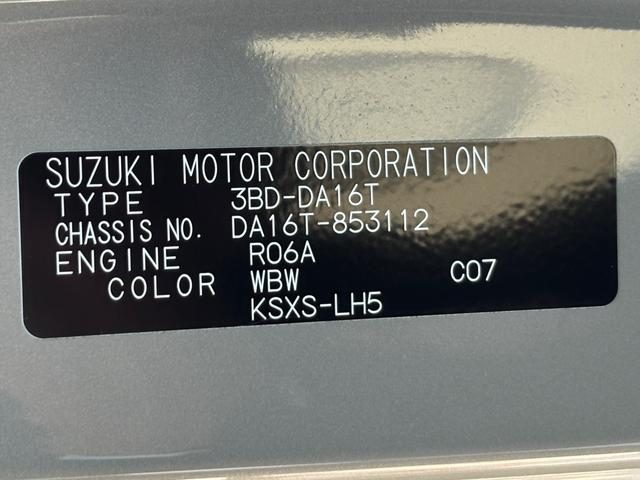 SUZUKI MOTOR CORPORATION
TYPE 3BD-DA16T
CHASSIS NO. DA16T-853112
ENGINE R06A
COLOR WBW C07
KSXS-LH5